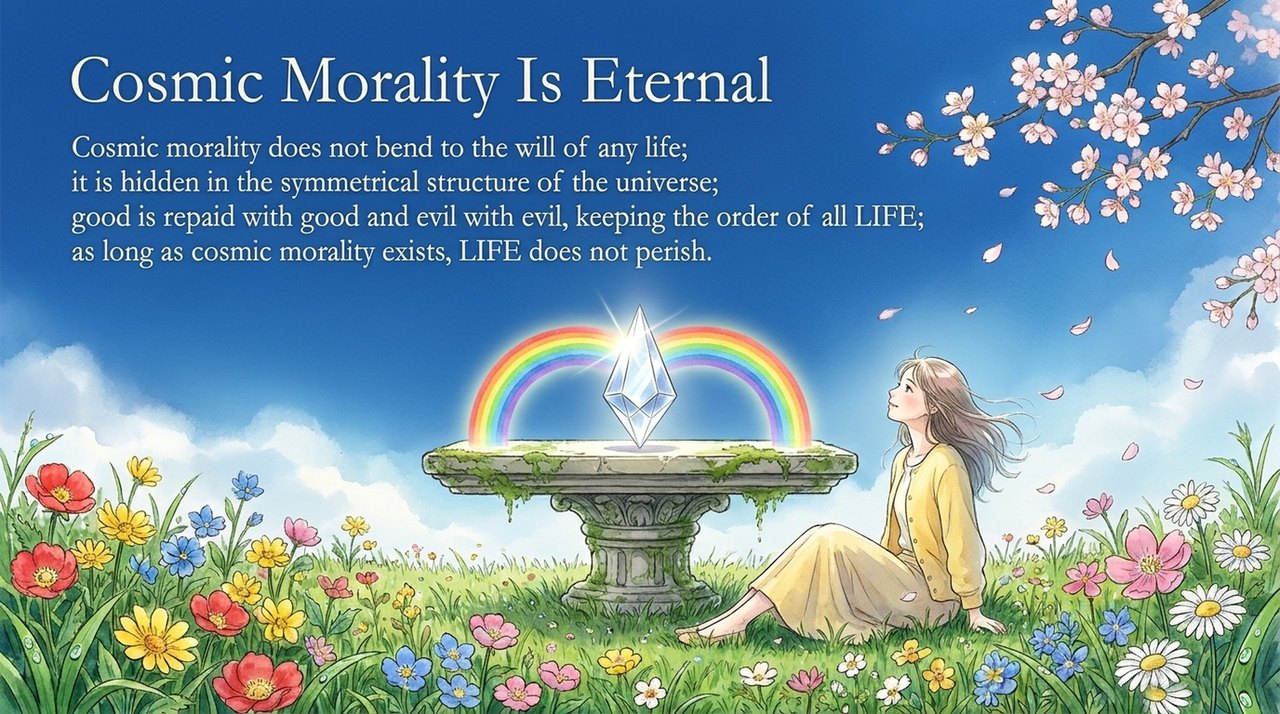 Cosmic Morality Is Eternal
Cosmic morality does not bend to the will of any life;
it is hidden in the symmetrical structure of the universe;
good is repaid with good and evil with evil, keeping the order of all LIFE;
as long as cosmic morality exists, LIFE does not perish.